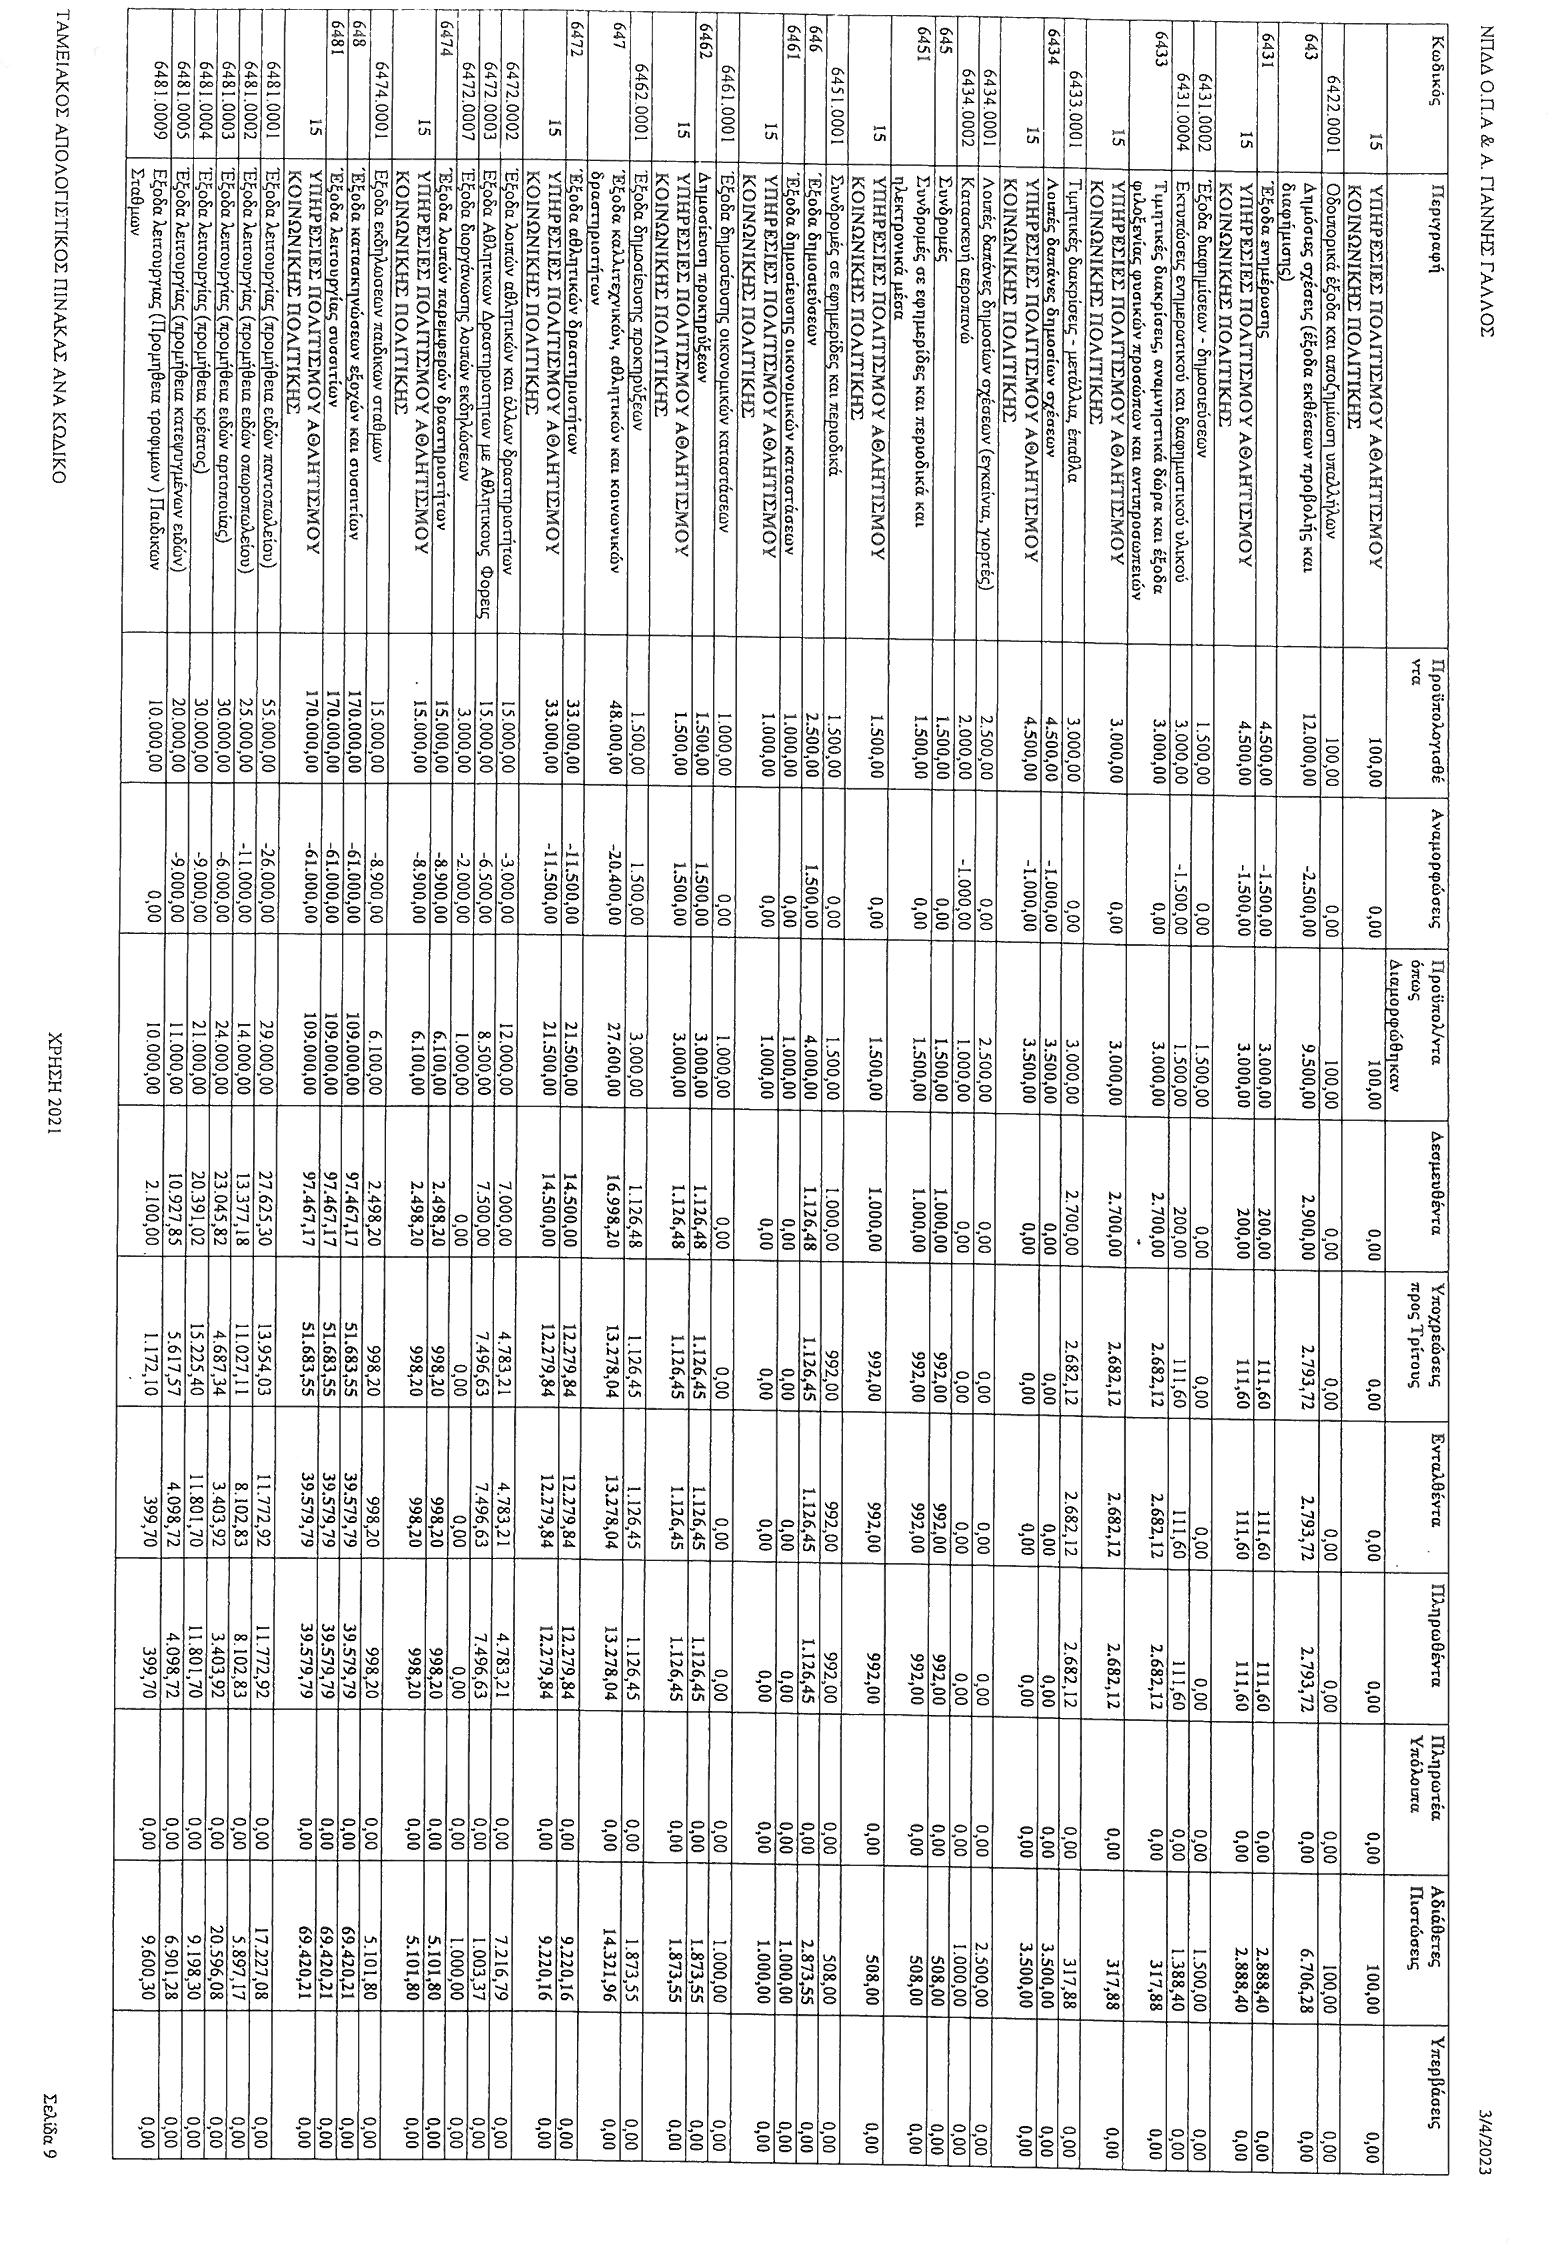 ΝΠΔΔ Ο.Π.Α & Α. ΓΙΑΝΝΗΣ ΓΑΛΛΟΣ 3/4/2023
Κωδικός Περιγραφή Προϋπολογισθέ Αναμορφώσεις Προϋπολ/ντα Δεσμευθέντα Υποχρεώσεις Ενταλθέντα Πληρωθέντα Πληρωτέα Αδιάθετες Υπερβάσεις
ντα όπως προς Τρίτους Υπόλοιπα Πιστώσεις
Διαμορφώθηκαν
15 ΥΠΗΡΕΣΙΕΣ ΠΟΛΙΤΙΣΜΟΥ ΑΘΛΗΤΙΣΜΟΥ 100,00 0,00 100,00 0,00 0,00 0,00 0,00 0,00 100,00 0,00
ΚΟΙΝΩΝΙΚΗΣ ΠΟΛΙΤΙΚΗΣ
6422.0001 Οδοιπορικά έξοδα και αποζημίωση υπαλλήλων 100,00 0,00 100,00 0,00 0,00 0,00 0,00 0,00 100,00 0,00
643 Δημόσιες σχέσεις (έξοδα εκθέσεων προβολής και 12.000,00 -2.500,00 9.500,00 2.900,00 2.793,72 2.793,72 2.793,72 0,00 6.706,28 0,00
διαφήμισης)
6431 Έξοδα ενημέρωσης 4.500,00 -1.500,00 3.000,00 200,00 111,60 111,60 111,60 0,00 2.888,40 0,00
15 ΥΠΗΡΕΣΙΕΣ ΠΟΛΙΤΙΣΜΟΥ ΑΘΛΗΤΙΣΜΟΥ 4.500,00 -1.500,00 3.000,00 200,00 111,60 111,60 111,60 0,00 2.888,40 0,00
ΚΟΙΝΩΝΙΚΗΣ ΠΟΛΙΤΙΚΗΣ
6431.0002 Έξοδα διαφημίσεων - δημοσιεύσεων 1.500,00 0,00 1.500,00 0,00 0,00 0,00 0,00 0,00 1.500,00 0,00
6431.0004 Εκτυπώσεις ενημερωτικού και διαφημιστικού υλικού 3.000,00 -1.500,00 1.500,00 200,00 111,60 111,60 111,60 0,00 1.388,40 0,00
6433 Τιμητικές διακρίσεις, αναμνηστικά δώρα και έξοδα 3.000,00 0,00 3.000,00 2.700,00 2.682,12 2.682,12 2.682,12 0,00 317,88 0,00
φιλοξενίας φυσικών προσώπων και αντιπροσωπειών
15 ΥΠΗΡΕΣΙΕΣ ΠΟΛΙΤΙΣΜΟΥ ΑΘΛΗΤΙΣΜΟΥ 3.000,00 0,00 3.000,00 2.700,00 2.682,12 2.682,12 2.682,12 0,00 317,88 0,00
ΚΟΙΝΩΝΙΚΗΣ ΠΟΛΙΤΙΚΗΣ
6433.0001 Τιμητικές διακρίσεις - μετάλλια, έπαθλα 3.000,00 0,00 3.000,00 2.700,00 2.682,12 2.682,12 2.682,12 0,00 317,88 0,00
6434 Λοιπές δαπάνες δημοσίων σχέσεων 4.500,00 -1.000,00 3.500,00 0,00 0,00 0,00 0,00 0,00 3.500,00 0,00
15 ΥΠΗΡΕΣΙΕΣ ΠΟΛΙΤΙΣΜΟΥ ΑΘΛΗΤΙΣΜΟΥ 4.500,00 -1.000,00 3.500,00 0,00 0,00 0,00 0,00 0,00 3.500,00 0,00
ΚΟΙΝΩΝΙΚΗΣ ΠΟΛΙΤΙΚΗΣ
6434.0001 Λοιπές δαπάνες δημοσίων σχέσεων (εγκαίνια, γιορτές) 2.500,00 0,00 2.500,00 0,00 0,00 0,00 0,00 0,00 2.500,00 0,00
6434.0002 Κατασκευή αεροπανώ 2.000,00 -1.000,00 1.000,00 0,00 0,00 0,00 0,00 0,00 1.000,00 0,00
645 Συνδρομές 1.500,00 0,00 1.500,00 1.000,00 992,00 992,00 992,00 0,00 508,00 0,00
6451 Συνδρομές σε εφημερίδες και περιοδικά και 1.500,00 0,00 1.500,00 1.000,00 992,00 992,00 992,00 0,00 508,00 0,00
ηλεκτρονικά μέσα
15 ΥΠΗΡΕΣΙΕΣ ΠΟΛΙΤΙΣΜΟΥ ΑΘΛΗΤΙΣΜΟΥ 1.500,00 0,00 1.500,00 1.000,00 992,00 992,00 992,00 0,00 508,00 0,00
ΚΟΙΝΩΝΙΚΗΣ ΠΟΛΙΤΙΚΗΣ
6451.0001 Συνδρομές σε εφημερίδες και περιοδικά 1.500,00 0,00 1.500,00 1.000,00 992,00 992,00 992,00 0,00 508,00 0,00
646 Έξοδα δημοσιεύσεων 2.500,00 1.500,00 4.000,00 1.126,48 1.126,45 1.126,45 1.126,45 0,00 2.873,55 0,00
6461 Έξοδα δημοσίευσης οικονομικών καταστάσεων 1.000,00 0,00 1.000,00 0,00 0,00 0,00 0,00 0,00 1.000,00 0,00
15 ΥΠΗΡΕΣΙΕΣ ΠΟΛΙΤΙΣΜΟΥ ΑΘΛΗΤΙΣΜΟΥ 1.000,00 0,00 1.000,00 0,00 0,00 0,00 0,00 0,00 1.000,00 0,00
ΚΟΙΝΩΝΙΚΗΣ ΠΟΛΙΤΙΚΗΣ
6461.0001 Έξοδα δημοσίευσης οικονομικών καταστάσεων 1.000,00 0,00 1.000,00 0,00 0,00 0,00 0,00 0,00 1.000,00 0,00
6462 Δημοσίευση προκηρύξεων 1.500,00 1.500,00 3.000,00 1.126,48 1.126,45 1.126,45 1.126,45 0,00 1.873,55 0,00
15 ΥΠΗΡΕΣΙΕΣ ΠΟΛΙΤΙΣΜΟΥ ΑΘΛΗΤΙΣΜΟΥ 1.500,00 1.500,00 3.000,00 1.126,48 1.126,45 1.126,45 1.126,45 0,00 1.873,55 0,00
ΚΟΙΝΩΝΙΚΗΣ ΠΟΛΙΤΙΚΗΣ
6462.0001 Έξοδα δημοσίευσης προκηρύξεων 1.500,00 1.500,00 3.000,00 1.126,48 1.126,45 1.126,45 1.126,45 0,00 1.873,55 0,00
647 Έξοδα καλλιτεχνικών, αθλητικών και κοινωνικών 48.000,00 -20.400,00 27.600,00 16.998,20 13.278,04 13.278,04 13.278,04 0,00 14.321,96 0,00
δραστηριοτήτων
6472 Έξοδα αθλητικών δραστηριοτήτων 33.000,00 -11.500,00 21.500,00 14.500,00 12.279,84 12.279,84 12.279,84 0,00 9.220,16 0,00
15 ΥΠΗΡΕΣΙΕΣ ΠΟΛΙΤΙΣΜΟΥ ΑΘΛΗΤΙΣΜΟΥ 33.000,00 -11.500,00 21.500,00 14.500,00 12.279,84 12.279,84 12.279,84 0,00 9.220,16 0,00
ΚΟΙΝΩΝΙΚΗΣ ΠΟΛΙΤΙΚΗΣ
6472.0002 Έξοδα λοιπών αθλητικών και άλλων δραστηριοτήτων 15.000,00 -3.000,00 12.000,00 7.000,00 4.783,21 4.783,21 4.783,21 0,00 7.216,79 0,00
6472.0003 Εξοδα Αθλητικων Δραστηριοτητων με Αθλητικους Φορεις 15.000,00 -6.500,00 8.500,00 7.500,00 7.496,63 7.496,63 7.496,63 0,00 1.003,37 0,00
6472.0007 Έξοδα διοργάνωσης λοιπών εκδηλώσεων 3.000,00 -2.000,00 1.000,00 0,00 0,00 0,00 0,00 0,00 1.000,00 0,00
6474 Έξοδα λοιπών παρεμφερών δραστηριοτήτων 15.000,00 -8.900,00 6.100,00 2.498,20 998,20 998,20 998,20 0,00 5.101,80 0,00
15 ΥΠΗΡΕΣΙΕΣ ΠΟΛΙΤΙΣΜΟΥ ΑΘΛΗΤΙΣΜΟΥ 15.000,00 -8.900,00 6.100,00 2.498,20 998,20 998,20 998,20 0,00 5.101,80 0,00
ΚΟΙΝΩΝΙΚΗΣ ΠΟΛΙΤΙΚΗΣ
6474.0001 Εξοδα εκδηλωσεων παιδικων σταθμων 15.000,00 -8.900,00 6.100,00 2.498,20 998,20 998,20 998,20 0,00 5.101,80 0,00
648 Έξοδα κατασκηνώσεων εξοχών και συσσιτίων 170.000,00 -61.000,00 109.000,00 97.467,17 51.683,55 39.579,79 39.579,79 0,00 69.420,21 0,00
6481 Έξοδα λειτουργίας συσσιτίων 170.000,00 -61.000,00 109.000,00 97.467,17 51.683,55 39.579,79 39.579,79 0,00 69.420,21 0,00
15 ΥΠΗΡΕΣΙΕΣ ΠΟΛΙΤΙΣΜΟΥ ΑΘΛΗΤΙΣΜΟΥ 170.000,00 -61.000,00 109.000,00 97.467,17 51.683,55 39.579,79 39.579,79 0,00 69.420,21 0,00
ΚΟΙΝΩΝΙΚΗΣ ΠΟΛΙΤΙΚΗΣ
6481.0001 Έξοδα λειτουργίας (προμήθεια ειδών παντοπωλείου) 55.000,00 -26.000,00 29.000,00 27.625,30 13.954,03 11.772,92 11.772,92 0,00 17.227,08 0,00
6481.0002 Έξοδα λειτουργίας (προμήθεια ειδών οπωροπωλείου) 25.000,00 -11.000,00 14.000,00 13.377,18 11.027,11 8.102,83 8.102,83 0,00 5.897,17 0,00
6481.0003 Έξοδα λειτουργίας (προμήθεια ειδών αρτοποιίας) 30.000,00 -6.000,00 24.000,00 23.045,82 4.687,34 3.403,92 3.403,92 0,00 20.596,08 0,00
6481.0004 Έξοδα λειτουργίας (προμήθεια κρέατος) 30.000,00 -9.000,00 21.000,00 20.391,02 15.225,40 11.801,70 11.801,70 0,00 9.198,30 0,00
6481.0005 Έξοδα λειτουργίας (προμήθεια κατεψυγμένων ειδών) 20.000,00 -9.000,00 11.000,00 10.927,85 5.617,57 4.098,72 4.098,72 0,00 6.901,28 0,00
6481.0009 Εξοδα λειτουργιας (Προμηθεια τροφιμων ) Παιδικων 10.000,00 0,00 10.000,00 2.100,00 1.172,10 399,70 399,70 0,00 9.600,30 0,00
Σταθμων
ΤΑΜΕΙΑΚΟΣ ΑΠΟΛΟΓΙΣΤΙΚΟΣ ΠΙΝΑΚΑΣ ΑΝΑ ΚΩΔΙΚΟ ΧΡΗΣΗ 2021 Σελίδα 9